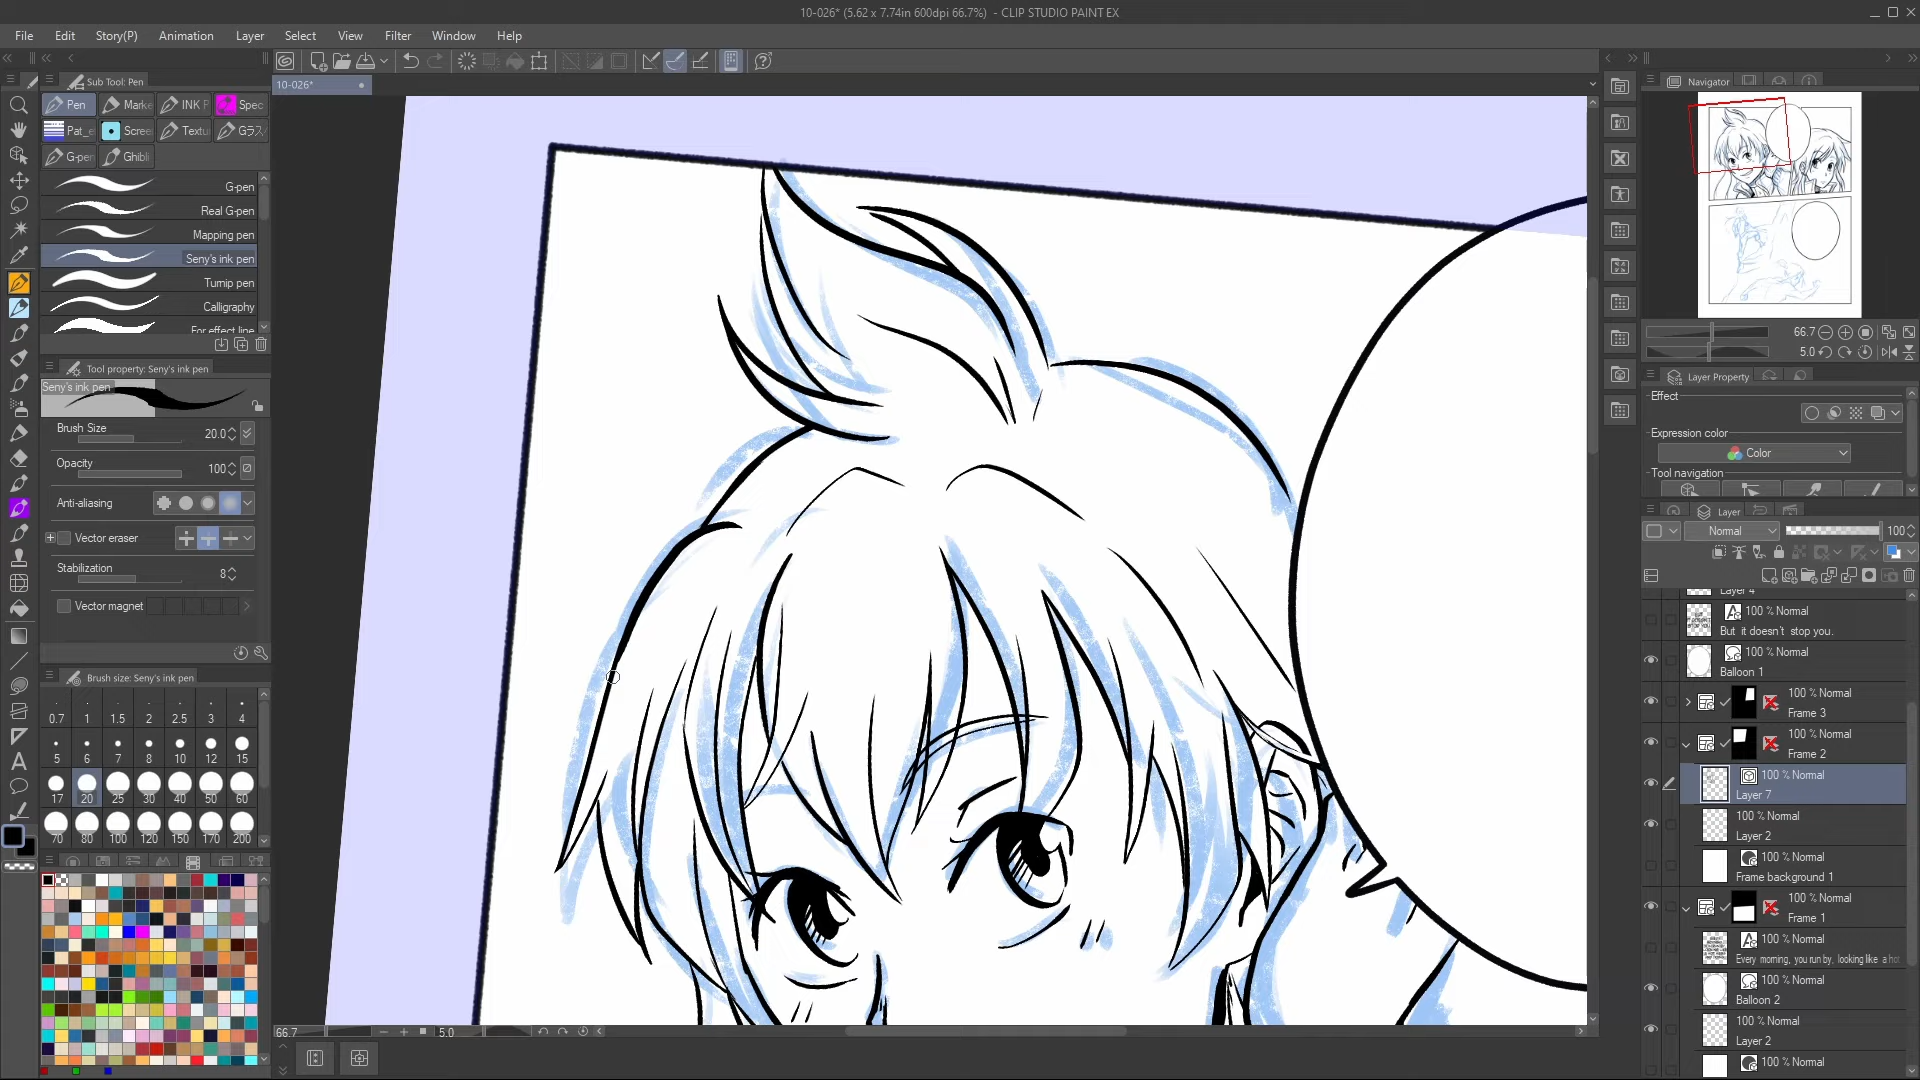 10-026* (5.62 x 7.74in 600dpi 66.7%) - CLIP STUDIO PAINT EX
File Edit Story(P) Animation Layer Select View Filter Window Help
Sub Tool: Pen
10-026*
Navigator
Pen Marke INK P Spec
Pat_e Scree Textu Gラス
G-pen Ghibli
G-pen
Real G-pen
Mapping pen
Seny's ink pen
Turnip pen
Calligraphy
For effect line
66.7
5.0
Tool property: Seny's ink pen
Seny's ink pen
Brush Size 20.0
Opacity 100
Anti-aliasing
Vector eraser
Stabilization 8
Vector magnet
Layer Property
Effect
Expression color
Color
Tool navigation
Layer
Normal 100
Layer 4
100 % Normal
But it doesn't stop you.
100 % Normal
Balloon 1
100 % Normal
Frame 3
100 % Normal
Frame 2
100 % Normal
Layer 7
100 % Normal
Layer 2
100 % Normal
Frame background 1
100 % Normal
Frame 1
100 % Normal
Every morning, you run by, looking like a hot
100 % Normal
Balloon 2
100 % Normal
Layer 2
100 % Normal
Brush size: Seny's ink pen
0.7 1 1.5 2 2.5 3 4
5 6 7 8 10 12 15
17 20 25 30 40 50 60
70 80 100 120 150 170 200
66.7 5.0